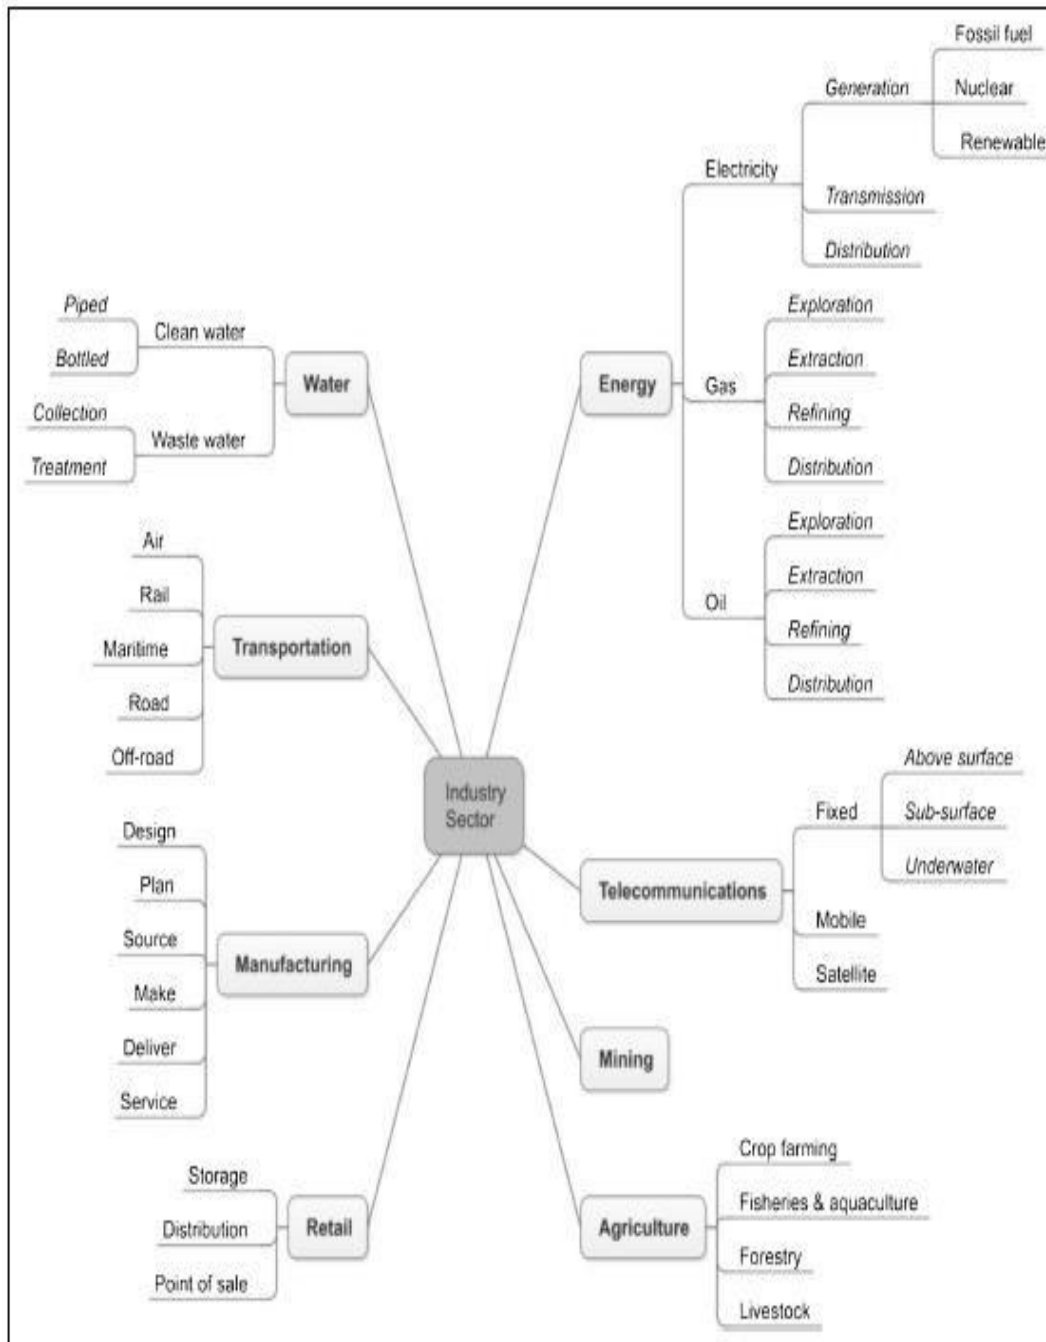 Fossil fuel
Generation
Nuclear
Renewable
Electricity
Transmission
Distribution
Piped
Clean water
Bottled
Water
Collection
Waste water
Treatment
Energy
Exploration
Extraction
Gas
Refining
Distribution
Exploration
Extraction
Oil
Refining
Distribution
Air
Rail
Maritime
Transportation
Road
Off-road
Industry
Sector
Above surface
Fixed
Sub-surface
Underwater
Telecommunications
Mobile
Satellite
Design
Plan
Source
Manufacturing
Make
Deliver
Service
Mining
Storage
Distribution
Retail
Point of sale
Crop farming
Fisheries & aquaculture
Agriculture
Forestry
Livestock